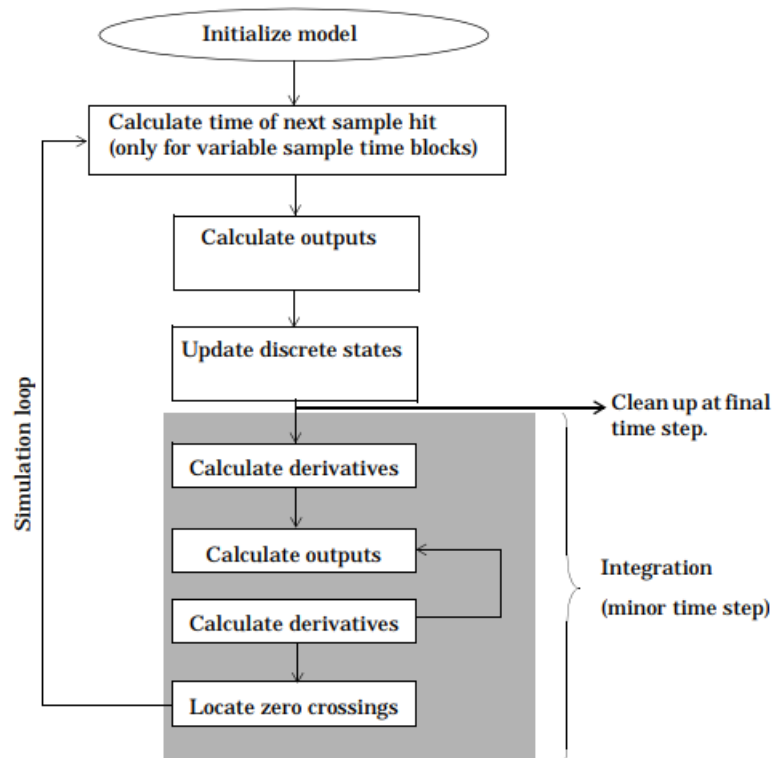 Initialize model
Calculate time of next sample hit
(only for variable sample time blocks)
Calculate outputs
Update discrete states
Clean up at final
time step.
Simulation loop
Calculate derivatives
Calculate outputs
Calculate derivatives
Locate zero crossings
Integration
(minor time step)